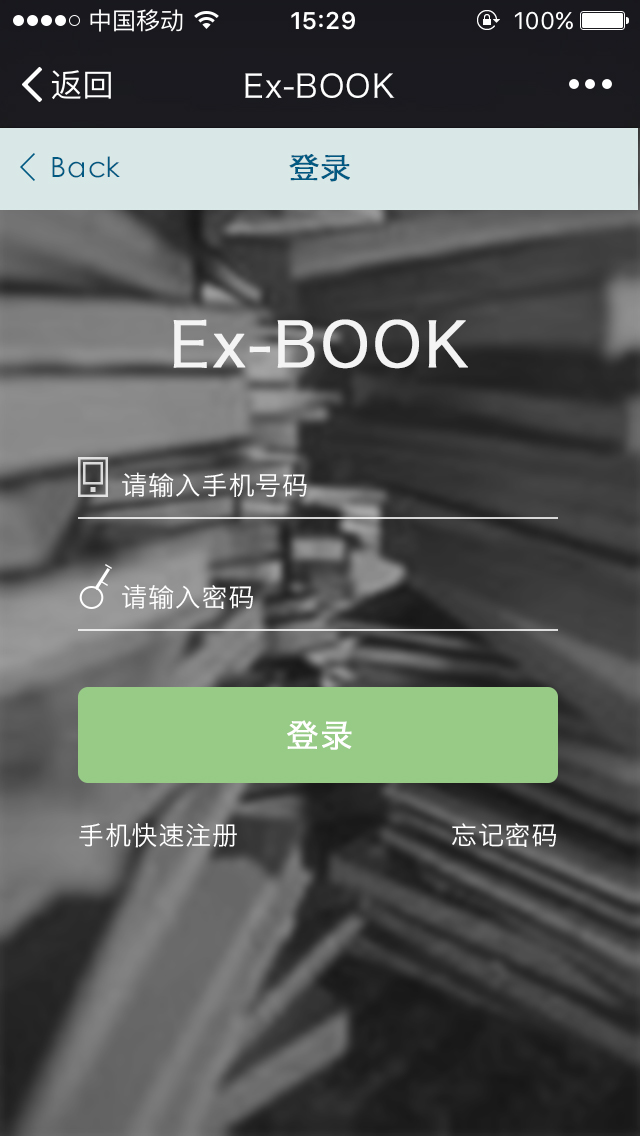 中国移动 15:29 100%
返回 Ex-BOOK
Back 登录
Ex-BOOK
请输入手机号码
请输入密码
登录
手机快速注册 忘记密码